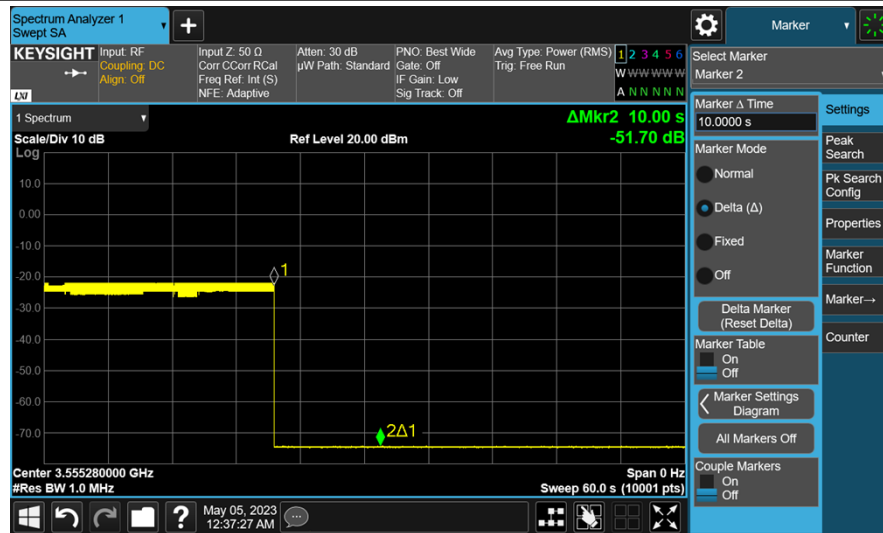 Spectrum Analyzer 1
Swept SA
Marker
KEYSIGHT
LXI
Input: RF
Coupling: DC
Align: Off
Input Z: 50 Ω
Corr CCorr RCal
Freq Ref: Int (S)
NFE: Adaptive
Atten: 30 dB
µW Path: Standard
PNO: Best Wide
Gate: Off
IF Gain: Low
Sig Track: Off
Avg Type: Power (RMS)
Trig: Free Run
1 2 3 4 5 6
W W W W W W
A N N N N N
Select Marker
Marker 2
1 Spectrum
ΔMkr2 10.00 s
-51.70 dB
Scale/Div 10 dB
Ref Level 20.00 dBm
Log
10.0
0.00
-10.0
-20.0
-30.0
-40.0
-50.0
-60.0
-70.0
1
2Δ1
Center 3.555280000 GHz
Span 0 Hz
#Res BW 1.0 MHz
Sweep 60.0 s (10001 pts)
May 05, 2023
12:37:27 AM
?
Marker Δ Time
10.0000 s
Marker Mode
Normal
Delta (Δ)
Fixed
Off
Delta Marker
(Reset Delta)
Marker Table
On
Off
Marker Settings
Diagram
All Markers Off
Couple Markers
On
Off
Settings
Peak
Search
Pk Search
Config
Properties
Marker
Function
Marker→
Counter